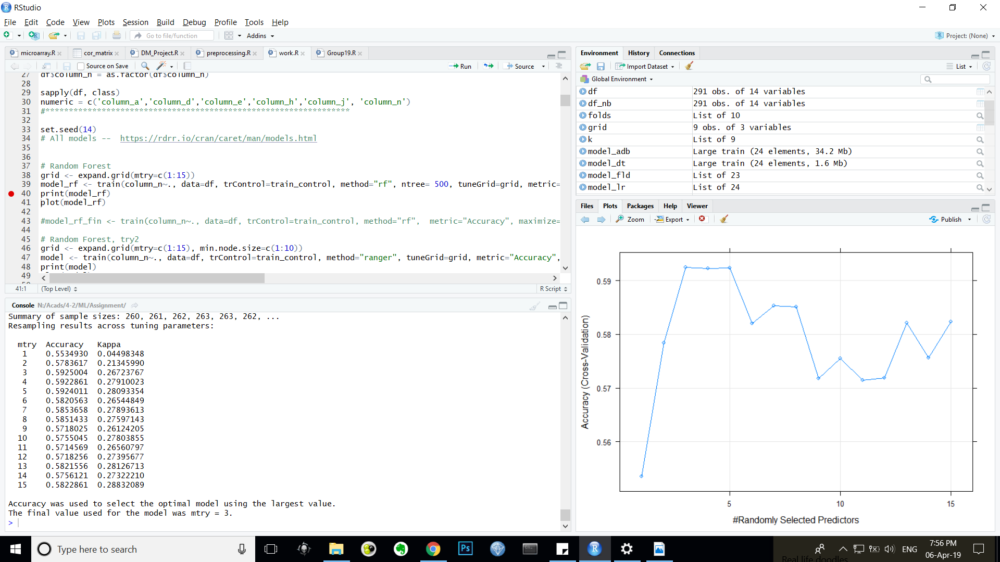 RStudio
File Edit Code View Plots Session Build Debug Profile Tools Help
Go to file/function Addins Project: (None)
microarray.R cor_matrix DM_Project.R preprocessing.R work.R Group19.R
Source on Save Run Source
27 df$column_n = as.factor(df$column_n)
28
29 sapply(df, class)
30 numeric = c('column_a','column_d','column_e','column_h','column_j', 'column_n')
31 #*****************************************************************
32
33 set.seed(14)
34 # All models -- https://rdrr.io/cran/caret/man/models.html
35
36
37 # Random Forest
38 grid <- expand.grid(mtry=c(1:15))
39 model_rf <- train(column_n~., data=df, trControl=train_control, method="rf", ntree= 500, tuneGrid=grid, metric=
40 print(model_rf)
41 plot(model_rf)
42
43 #model_rf_fin <- train(column_n~., data=df, trControl=train_control, method="rf", metric="Accuracy", maximize=
44
45 # Random Forest, try2
46 grid <- expand.grid(mtry=c(1:15), min.node.size=c(1:10))
47 model <- train(column_n~., data=df, trControl=train_control, method="ranger", tuneGrid=grid, metric="Accuracy",
48 print(model)
49
41:1 (Top Level) R Script
Console N:/Acads/4-2/ML/Assignment/
Summary of sample sizes: 260, 261, 262, 263, 263, 262, ...
Resampling results across tuning parameters:
mtry Accuracy Kappa
1 0.5534930 0.04498348
2 0.5783617 0.21345990
3 0.5925004 0.26723767
4 0.5922861 0.27910023
5 0.5924011 0.28093354
6 0.5820563 0.26544849
7 0.5853658 0.27893613
8 0.5851433 0.27597143
9 0.5718025 0.26124205
10 0.5755045 0.27803855
11 0.5714569 0.26560797
12 0.5718256 0.27395677
13 0.5821556 0.28126713
14 0.5756121 0.27322210
15 0.5822861 0.28832089
Accuracy was used to select the optimal model using the largest value.
The final value used for the model was mtry = 3.
>
Environment History Connections
Import Dataset List
Global Environment
df 291 obs. of 14 variables
df_nb 291 obs. of 14 variables
folds List of 10
grid 9 obs. of 3 variables
k List of 9
model_adb Large train (24 elements, 34.2 Mb)
model_dt Large train (24 elements, 1.6 Mb)
model_fld List of 23
model_lr List of 24
Files Plots Packages Help Viewer
Zoom Export Publish
Accuracy (Cross-Validation)
0.59
0.58
0.57
0.56
5 10 15
#Randomly Selected Predictors
Type here to search
Ps
R
ENG
7:56 PM
06-Apr-19
Real life doodles